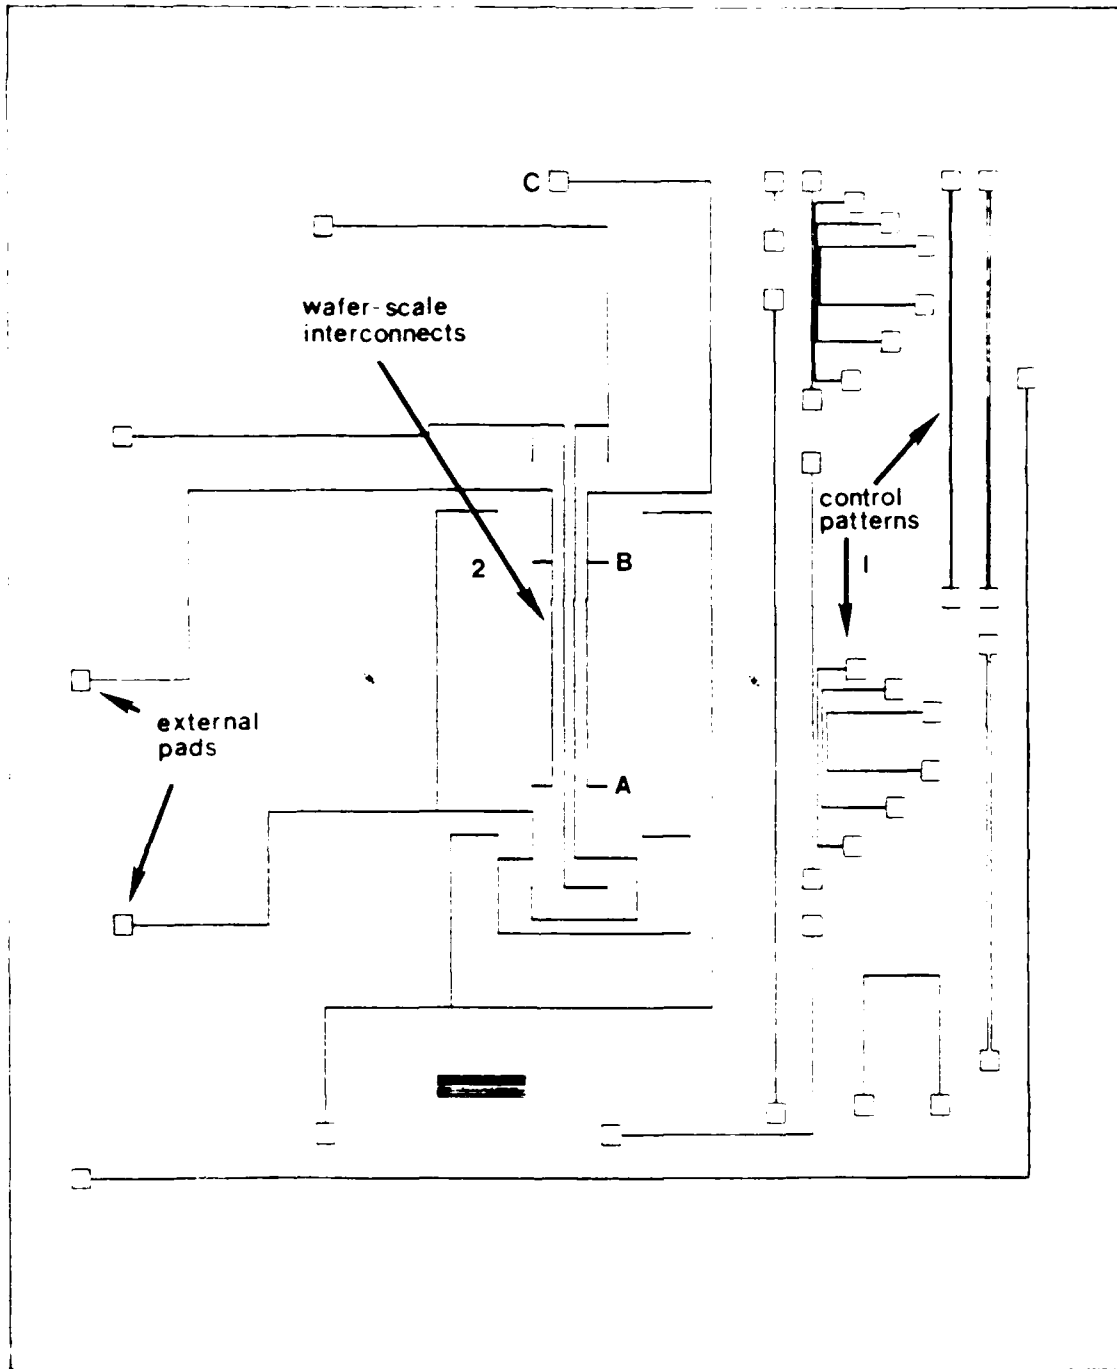 C
wafer-scale
interconnects
control
patterns
1
2
B
external
pads
A